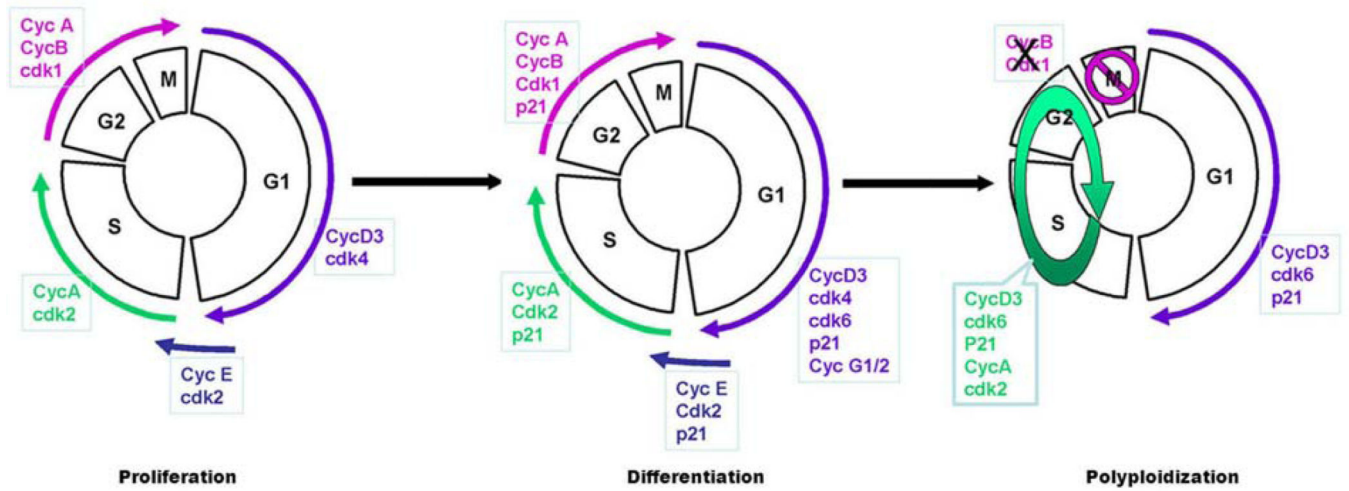 Cyc A
CycB
cdk1
M
G2
G1
S
CycD3
cdk4
CycA
cdk2
Cyc E
cdk2
Proliferation
Cyc A
CycB
Cdk1
p21
M
G2
G1
S
CycA
Cdk2
p21
CycD3
cdk4
cdk6
p21
Cyc G1/2
Cyc E
Cdk2
p21
Differentiation
CycB
Cdk1
M
G2
G1
S
CycD3
cdk6
p21
CycD3
cdk6
P21
CycA
cdk2
Polyploidization